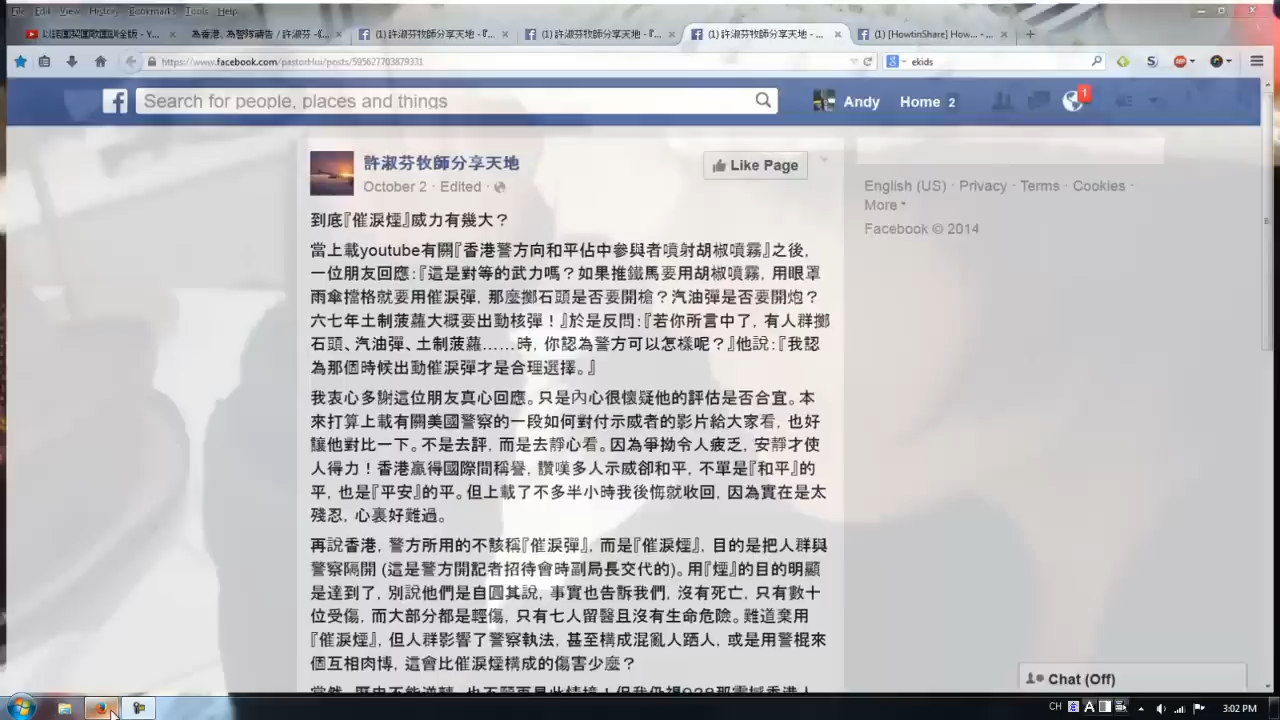 File Edit View History Bookmarks Tools Help
(1) 許淑芬牧師分享天地 - 『...
(1) 許淑芬牧師分享天地 - 『...
(1) 許淑芬牧師分享天地 - ...
(1) [HowtinShare] How... - ...
https://www.facebook.com/pastorHui/posts/595627703879331
ekids
Search for people, places and things
Andy Home 2
1
許淑芬牧師分享天地
October 2 · Edited ·
Like Page
English (US) · Privacy · Terms · Cookies ·
More
Facebook © 2014
到底『催淚煙』威力有幾大？
當上載youtube有關『香港警方向和平佔中參與者噴射胡椒噴霧』之後，
一位朋友回應：『這是對等的武力嗎？如果推鐵馬要用胡椒噴霧，用眼罩
雨傘擋格就要用催淚彈，那麼擲石頭是否要開槍？汽油彈是否要開炮？
六七年土制菠蘿大概要出動核彈！』於是反問：『若你所言中了，有人群擲
石頭、汽油彈、土制菠蘿……時，你認為警方可以怎樣呢？』他說：『我認
為那個時候出動催淚彈才是合理選擇。』
我衷心多謝這位朋友真心回應。只是內心很懷疑他的評估是否合宜。本
來打算上載有關美國警察的一段如何對付示威者的影片給大家看，也好
讓他對比一下。不是去評，而是去靜心看。因為爭拗令人疲乏，安靜才使
人得力！香港贏得國際間稱譽，讚嘆多人示威卻和平，不單是『和平』的
平，也是『平安』的平。但上載了不多半小時我後悔就收回，因為實在是太
殘忍，心裏好難過。
再說香港，警方所用的不該稱『催淚彈』，而是『催淚煙』，目的是把人群與
警察隔開 (這是警方開記者招待會時副局長交代的)。用『煙』的目的明顯
是達到了，別說他們是自圓其說，事實也告訴我們，沒有死亡，只有數十
位受傷，而大部分都是輕傷，只有七人留醫且沒有生命危險。難道棄用
『催淚煙』，但人群影響了警察執法，甚至構成混亂人踏人，或是用警棍來
個互相肉博，這會比催淚煙構成的傷害少麼？
Chat (Off)
CH
3:02 PM